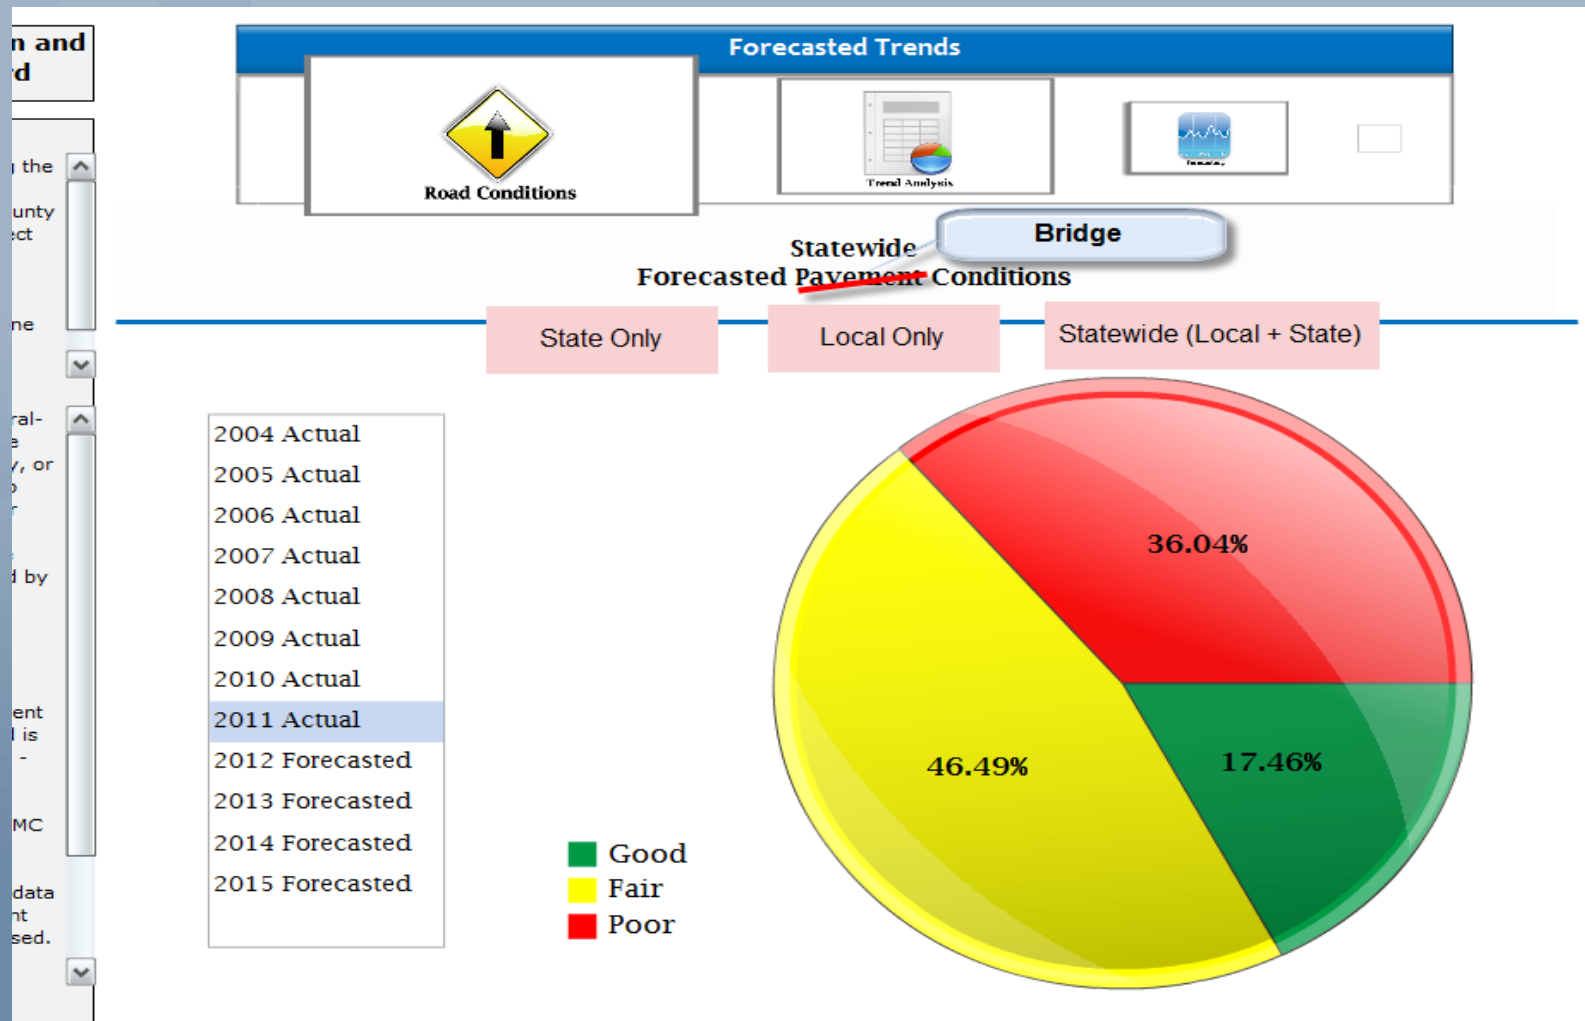 n and
rd
the
unty
ect
ne
ral-
e
y, or
r
d by
ent
l is
-
MC
data
nt
sed.
Forecasted Trends
Road Conditions
Trend Analysis
Statewide
Bridge
Forecasted Pavement Conditions
State Only
Local Only
Statewide (Local + State)
2004 Actual
2005 Actual
2006 Actual
2007 Actual
2008 Actual
2009 Actual
2010 Actual
2011 Actual
2012 Forecasted
2013 Forecasted
2014 Forecasted
2015 Forecasted
Good
Fair
Poor
36.04%
46.49%
17.46%